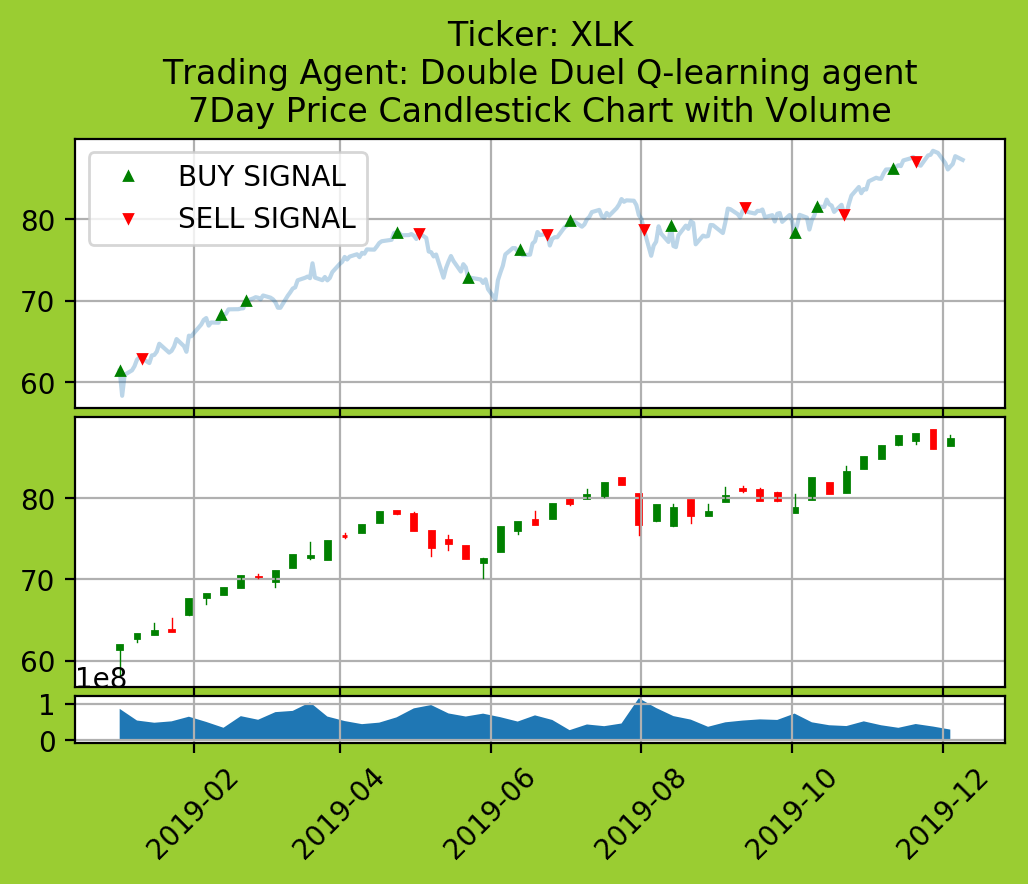 Ticker: XLK
Trading Agent: Double Duel Q-learning agent
7Day Price Candlestick Chart with Volume
BUY SIGNAL
SELL SIGNAL
80
70
60
80
70
60
1e8
1
0
2019-02
2019-04
2019-06
2019-08
2019-10
2019-12